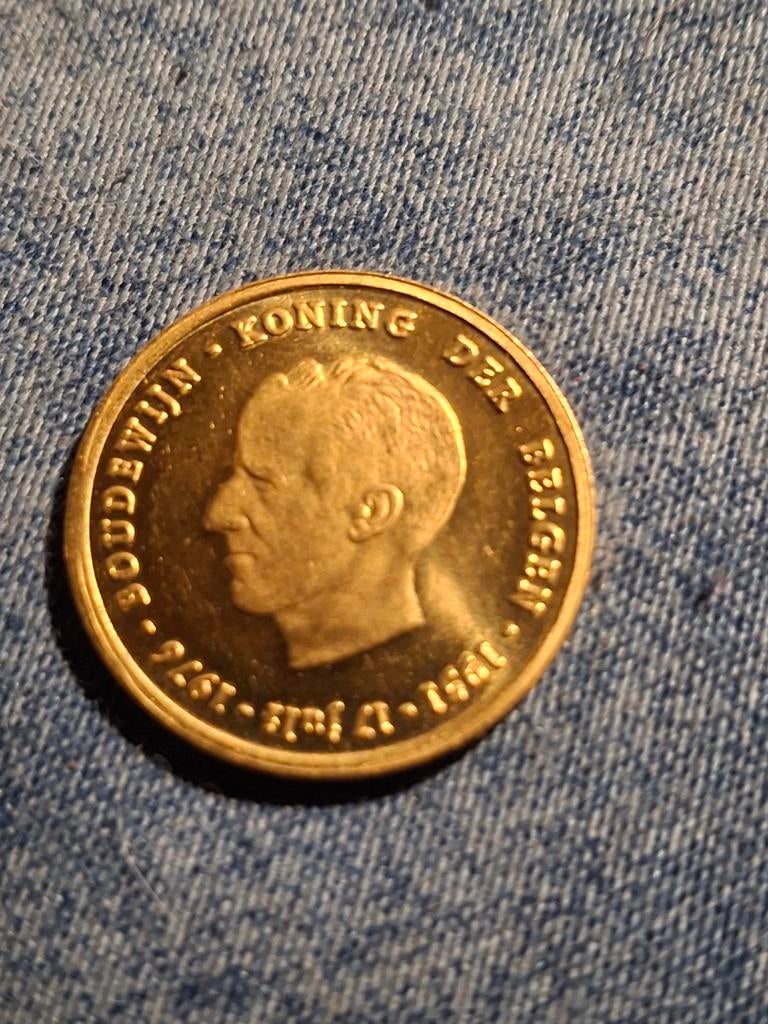 BOUDEWIJN · KONING DER BELGEN · 1951 · 17 juli · 1976 ·